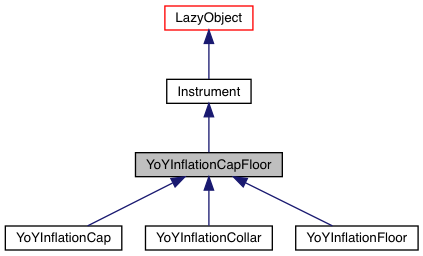 LazyObject
Instrument
YoYInflationCapFloor
YoYInflationCap
YoYInflationCollar
YoYInflationFloor